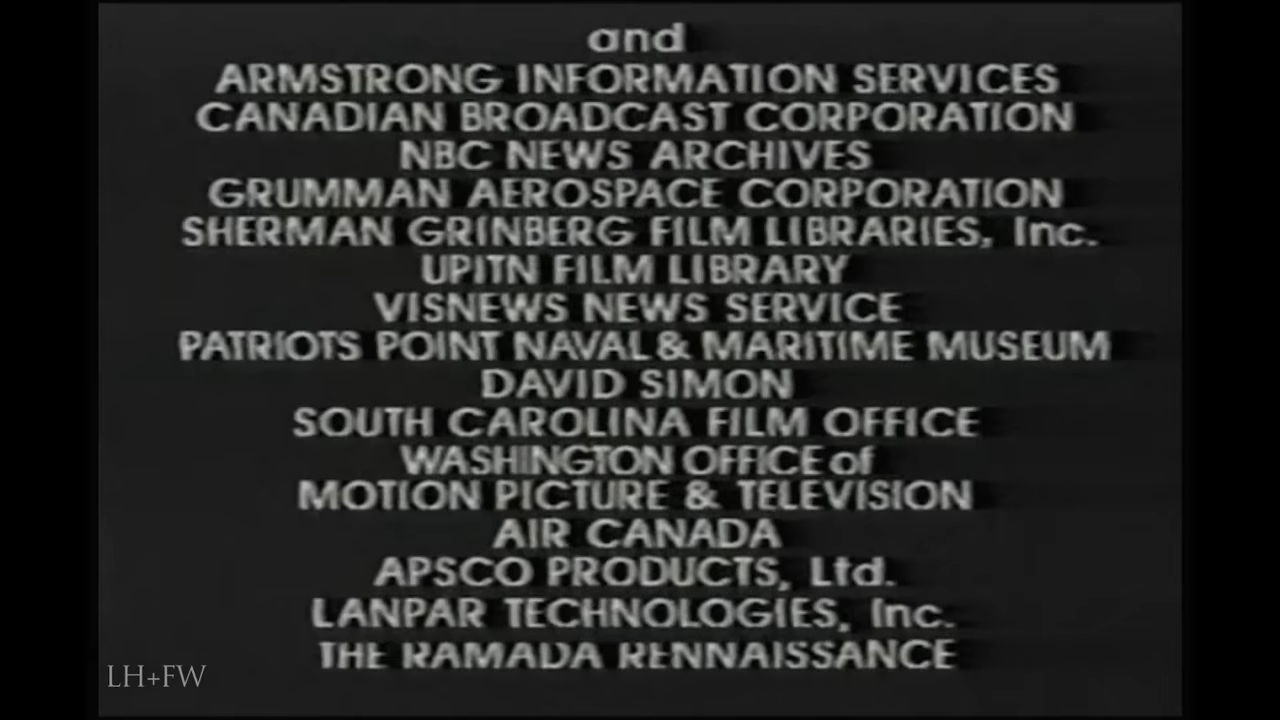 and
ARMSTRONG INFORMATION SERVICES
CANADIAN BROADCAST CORPORATION
NBC NEWS ARCHIVES
GRUMMAN AEROSPACE CORPORATION
SHERMAN GRINBERG FILM LIBRARIES, Inc.
UPITN FILM LIBRARY
VISNEWS NEWS SERVICE
PATRIOTS POINT NAVAL & MARITIME MUSEUM
DAVID SIMON
SOUTH CAROLINA FILM OFFICE
WASHINGTON OFFICE of
MOTION PICTURE & TELEVISION
AIR CANADA
APSCO PRODUCTS, Ltd.
LANPAR TECHNOLOGIES, Inc.
THE RAMADA RENNAISSANCE
LH+FW